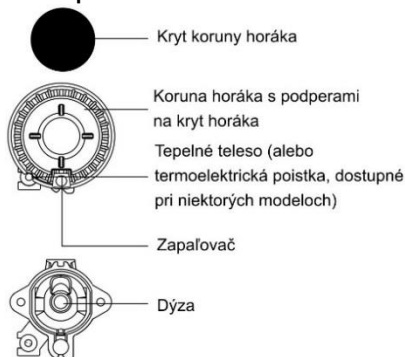 Kryt koruny horáka
Koruna horáka s podperami
na kryt horáka
Tepelné teleso (alebo
termoelektrická poistka, dostupné
pri niektorých modeloch)
Zapaľovač
Dýza